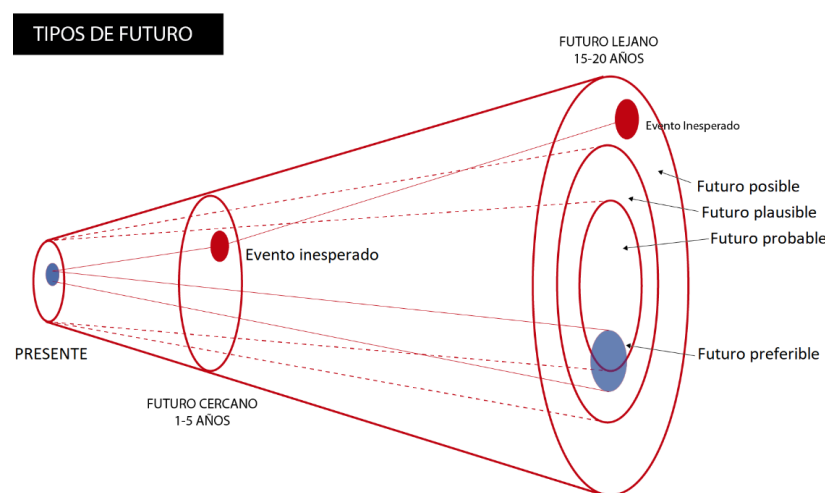 TIPOS DE FUTURO
FUTURO LEJANO
15-20 AÑOS
Evento Inesperado
Futuro posible
Futuro plausible
Futuro probable
Evento inesperado
PRESENTE
Futuro preferible
FUTURO CERCANO
1-5 AÑOS